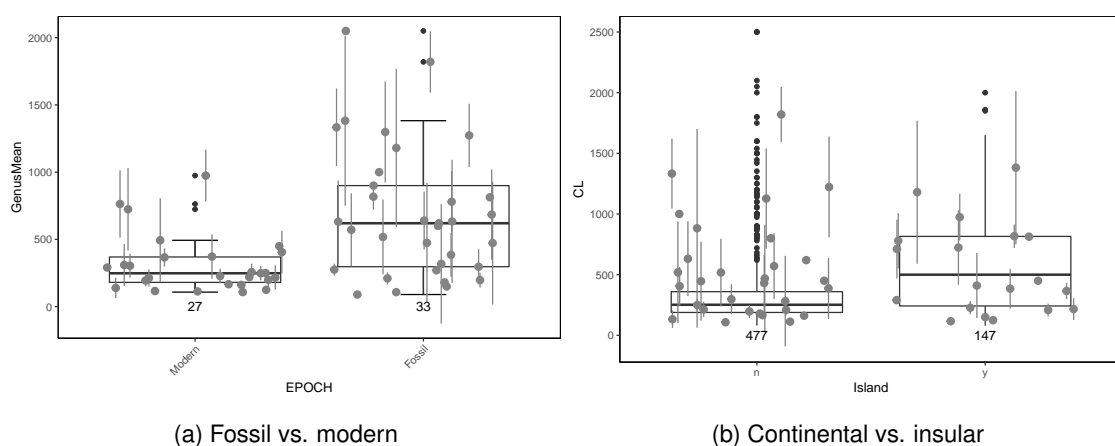 GenusMean
2000
1500
1000
500
0
27
33
Modern
Fossil
EPOCH
(a) Fossil vs. modern
CL
2500
2000
1500
1000
500
0
477
147
n
y
Island
(b) Continental vs. insular